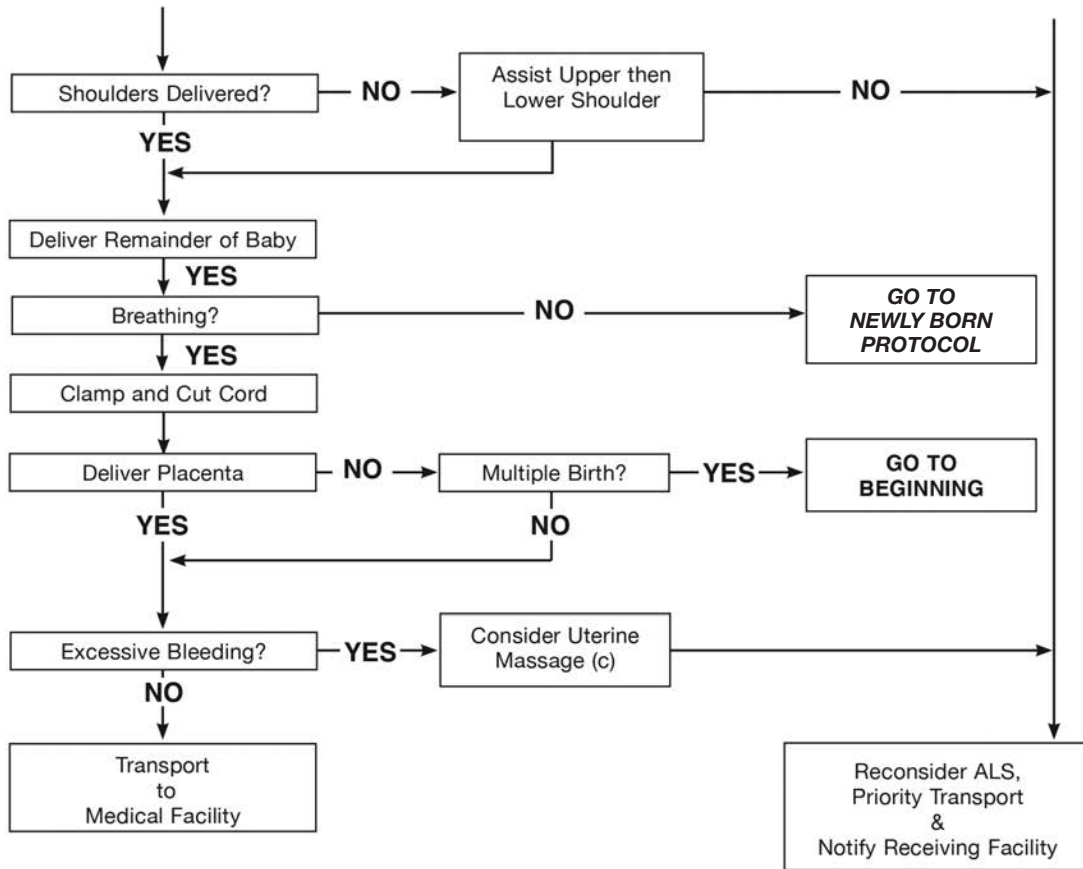 Shoulders Delivered?
NO
Assist Upper then
Lower Shoulder
NO
YES
Deliver Remainder of Baby
YES
Breathing?
NO
GO TO
NEWLY BORN
PROTOCOL
YES
Clamp and Cut Cord
Deliver Placenta
NO
Multiple Birth?
YES
GO TO
BEGINNING
YES
NO
Excessive Bleeding?
YES
Consider Uterine
Massage (c)
NO
Transport
to
Medical Facility
Reconsider ALS,
Priority Transport
&
Notify Receiving Facility